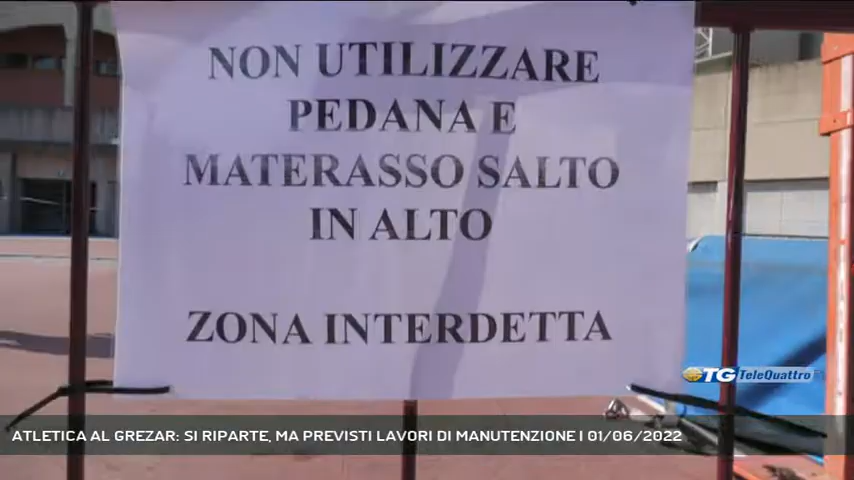 NON UTILIZZARE
PEDANA E
MATERASSO SALTO
IN ALTO
ZONA INTERDETTA
TG TeleQuattro
ATLETICA AL GREZAR: SI RIPARTE, MA PREVISTI LAVORI DI MANUTENZIONE | 01/06/2022